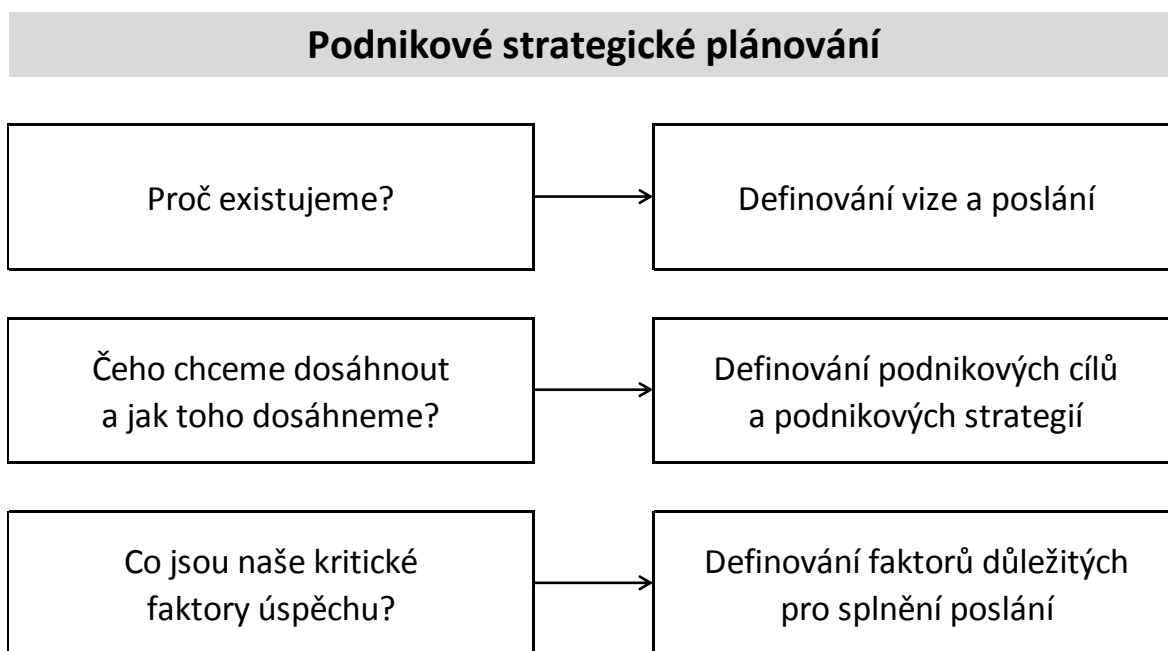 Podnikové strategické plánování
Proč existujeme?
Definování vize a poslání
Čeho chceme dosáhnout
a jak toho dosáhneme?
Definování podnikových cílů
a podnikových strategií
Co jsou naše kritické
faktory úspěchu?
Definování faktorů důležitých
pro splnění poslání